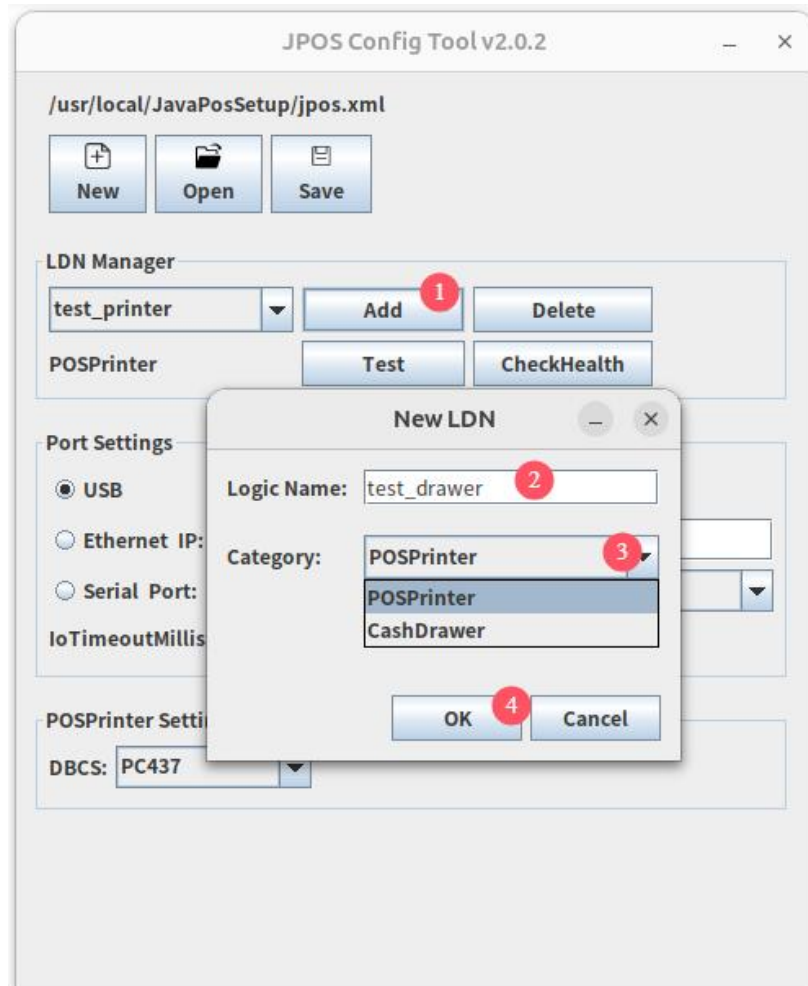 JPOS Config Tool v2.0.2
/usr/local/JavaPosSetup/jpos.xml
New Open Save
LDN Manager
test_printer Add 1 Delete
POSPrinter Test CheckHealth
New LDN
Port Settings
USB
Logic Name: test_drawer 2
Ethernet IP:
Category: POSPrinter 3
Serial Port:
POSPrinter
CashDrawer
IoTimeoutMillis
OK 4 Cancel
POSPrinter Setti
DBCS: PC437